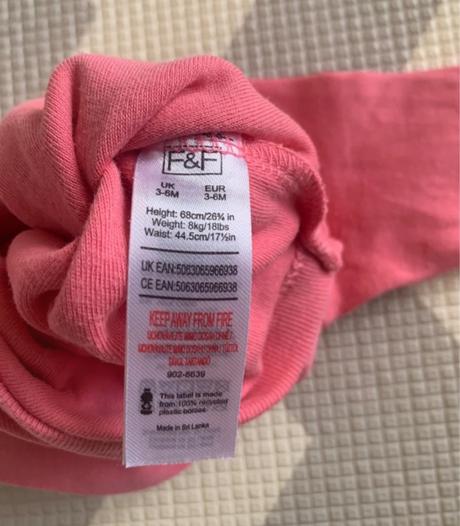 F&F
UK EUR
3-6M 3-6M
Height: 68cm/26¾ in
Weight: 8kg/18lbs
Waist: 44.5cm/17½in
UK EAN:5063065966938
CE EAN:5063065966938
KEEP AWAY FROM FIRE
902-8639
This label is made
from 100% recycled
plastic bottles.
Made in Sri Lanka